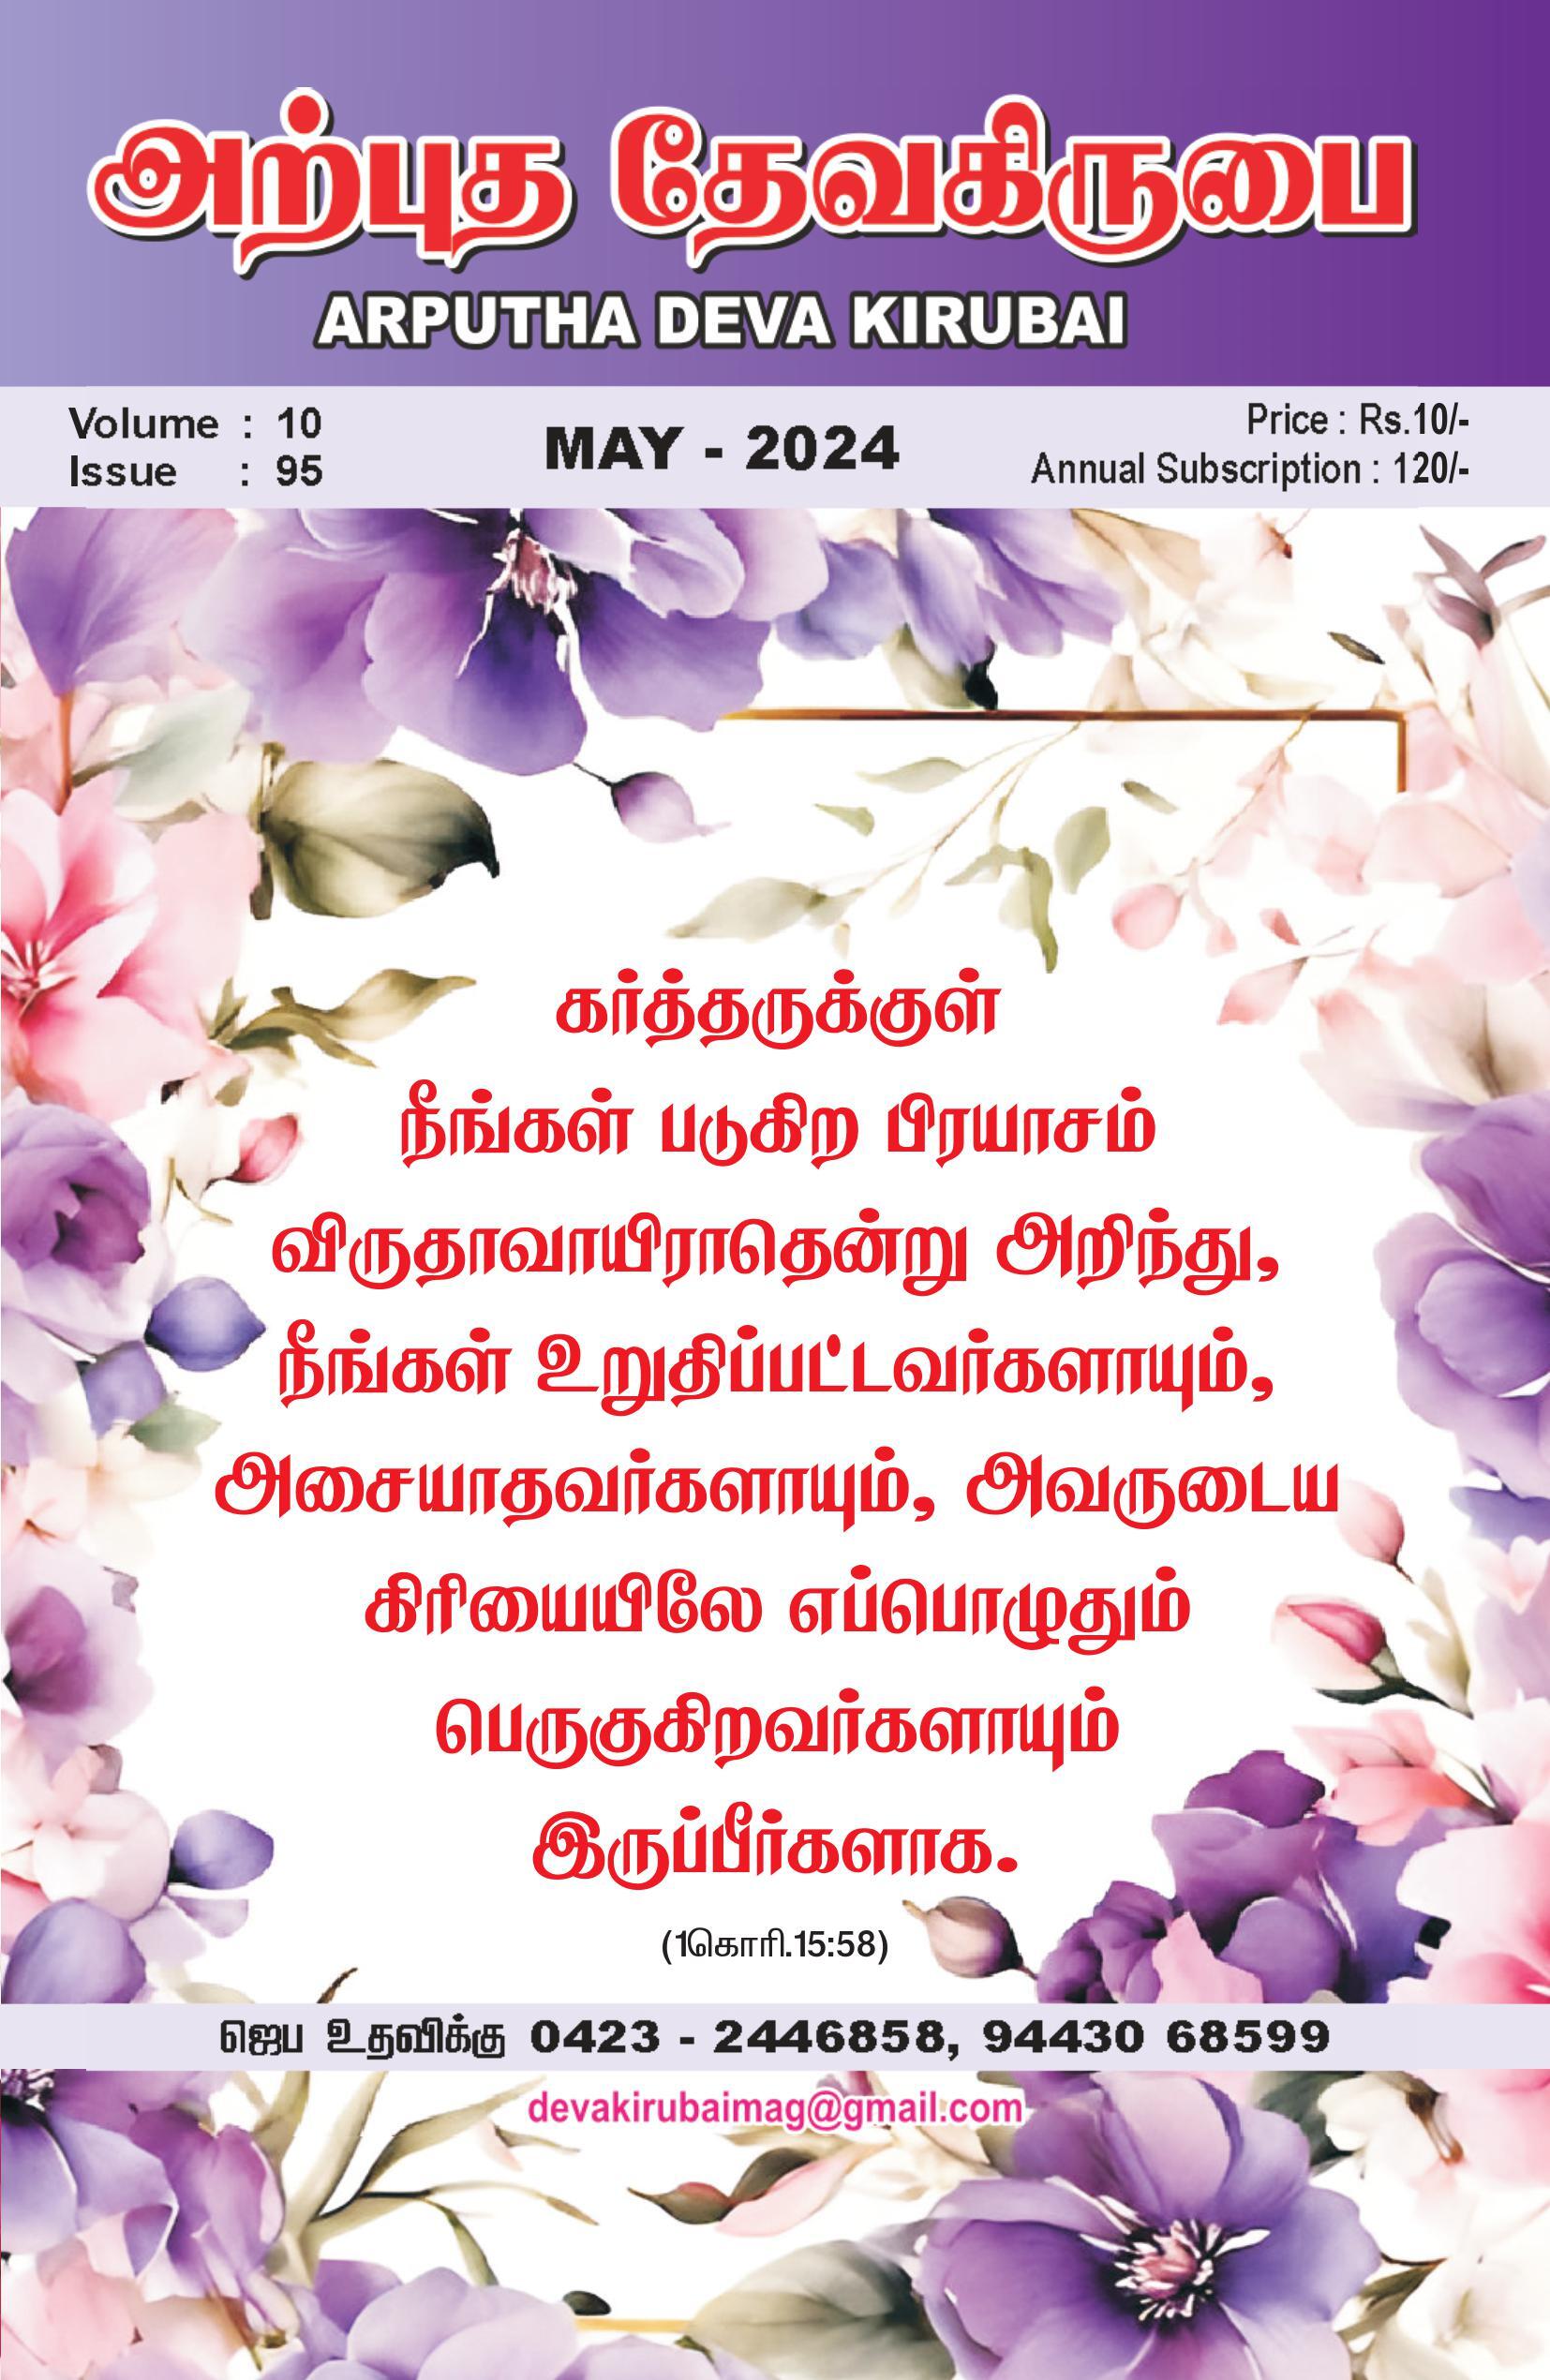 அற்புத தேவகிருபை
ARPUTHA DEVA KIRUBAI
Volume : 10
Issue : 95
MAY - 2024
Price : Rs.10/-
Annual Subscription : 120/-
கர்த்தருக்குள்
நீங்கள் படுகிற பிரயாசம்
விருதாவாயிராதென்று அறிந்து,
நீங்கள் உறுதிப்பட்டவர்களாயும்,
அசையாதவர்களாயும், அவருடைய
கிரியையிலே எப்பொழுதும்
பெருகுகிறவர்களாயும்
இருப்பீர்களாக.
(1கொரி.15:58)
ஜெப உதவிக்கு 0423 - 2446858, 94430 68599
devakirubaimag@gmail.com